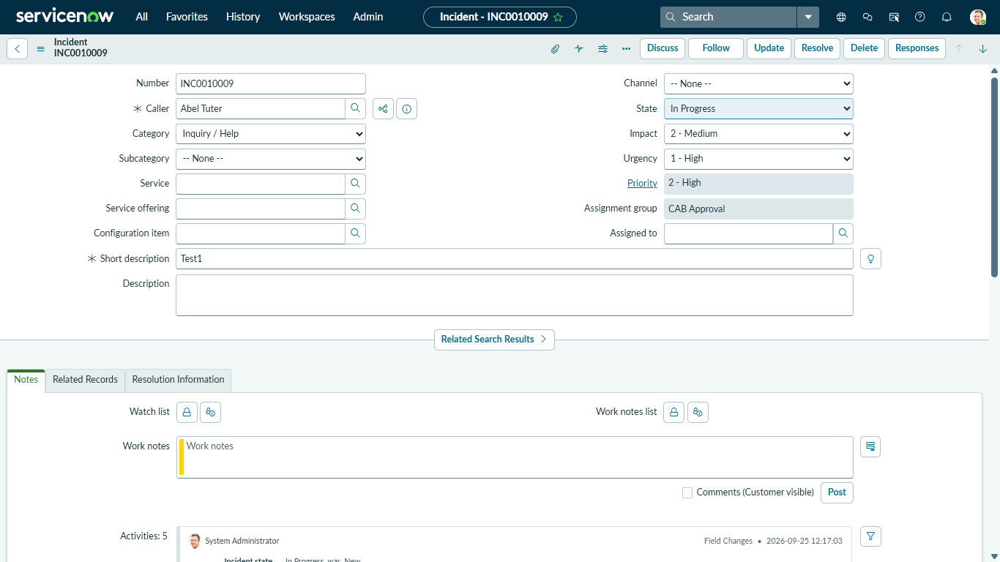 servicenow All Favorites History Workspaces Admin Incident - INC0010009 Search
Incident
INC0010009
Discuss Follow Update Resolve Delete Responses
Number INC0010009 Channel -- None --
Caller Abel Tuter State In Progress
Category Inquiry / Help Impact 2 - Medium
Subcategory -- None -- Urgency 1 - High
Service Priority 2 - High
Service offering Assignment group CAB Approval
Configuration item Assigned to
Short description Test1
Description
Related Search Results
Notes Related Records Resolution Information
Watch list Work notes list
Work notes Work notes
Comments (Customer visible) Post
Activities: 5 System Administrator Field Changes • 2026-09-25 12:17:03
Incident state In Progress was New